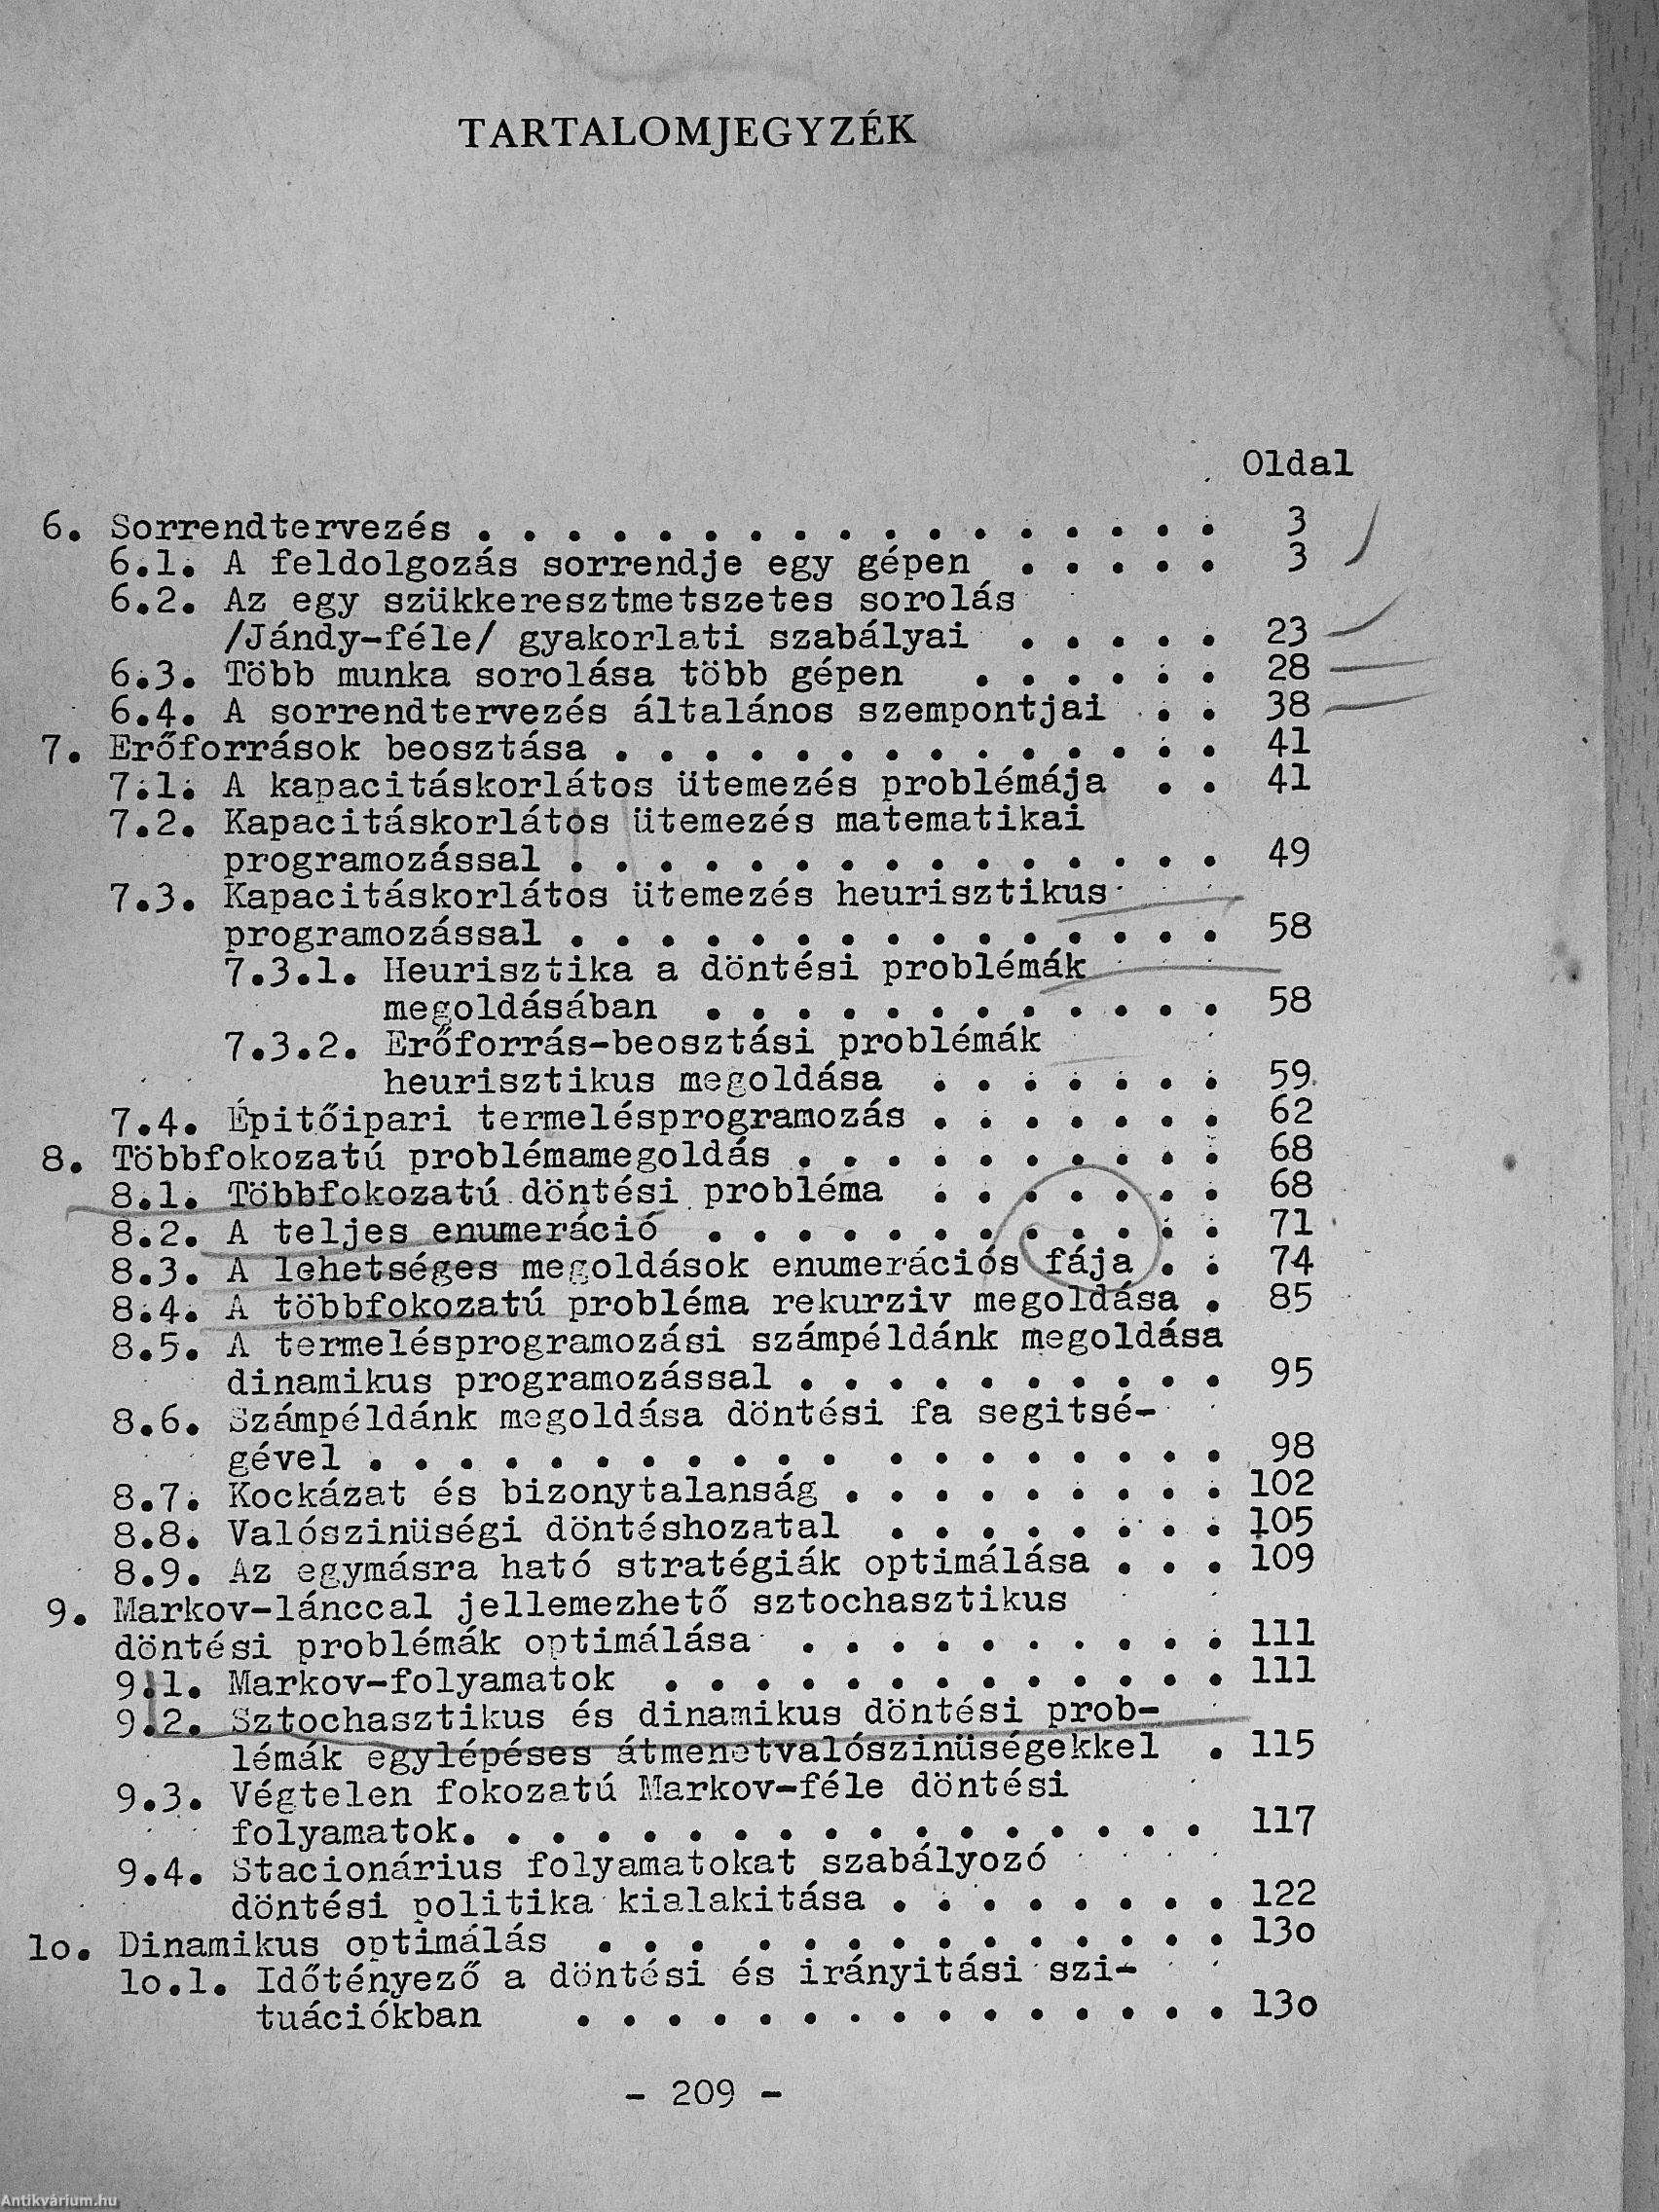 TARTALOMJEGYZÉK
Oldal
6. Sorrendtervezés . . . . . . . . . . . . . . . . . 3
6.1. A feldolgozás sorrendje egy gépen . . . . . 3
6.2. Az egy szükkeresztmetszetes sorolás
/Jándy-féle/ gyakorlati szabályai . . . . . 23
6.3. Több munka sorolása több gépen . . . . . . 28
6.4. A sorrendtervezés általános szempontjai . . 38
7. Erőforrások beosztása . . . . . . . . . . . . . . 41
7.1. A kapacitáskorlátos ütemezés problémája . . 41
7.2. Kapacitáskorlátos ütemezés matematikai
programozással . . . . . . . . . . . . . . . 49
7.3. Kapacitáskorlátos ütemezés heurisztikus
programozással . . . . . . . . . . . . . . . 58
7.3.1. Heurisztika a döntési problémák
megoldásában . . . . . . . . . . . . 58
7.3.2. Erőforrás-beosztási problémák
heurisztikus megoldása . . . . . . . 59
7.4. Épitőipari termelésprogramozás . . . . . . . 62
8. Többfokozatú problémamegoldás . . . . . . . . . . 68
8.1. Többfokozatú döntési probléma . . . . . . . 68
8.2. A teljes enumeráció . . . . . . . . . . . . 71
8.3. A lehetséges megoldások enumerációs fája . . 74
8.4. A többfokozatú probléma rekurziv megoldása . 85
8.5. A termelésprogramozási számpéldánk megoldása
dinamikus programozással . . . . . . . . . . 95
8.6. Számpéldánk megoldása döntési fa segitsé-
gével . . . . . . . . . . . . . . . . . . . 98
8.7. Kockázat és bizonytalanság . . . . . . . . . 102
8.8. Valószinüségi döntéshozatal . . . . . . . . 105
8.9. Az egymásra ható stratégiák optimálása . . . 109
9. Markov-lánccal jellemezhető sztochasztikus
döntési problémák optimálása . . . . . . . . . . 111
9.1. Markov-folyamatok . . . . . . . . . . . . . 111
9.2. Sztochasztikus és dinamikus döntési prob-
lémák egylépéses átmenetvalószinüségekkel . 115
9.3. Végtelen fokozatú Markov-féle döntési
folyamatok. . . . . . . . . . . . . . . . . 117
9.4. Stacionárius folyamatokat szabályozó
döntési politika kialakitása . . . . . . . . 122
1o. Dinamikus optimálás . . . . . . . . . . . . . . 13o
1o.1. Időtényező a döntési és irányitási szi-
tuációkban . . . . . . . . . . . . . . . 13o
- 209 -
Antikvárium.hu